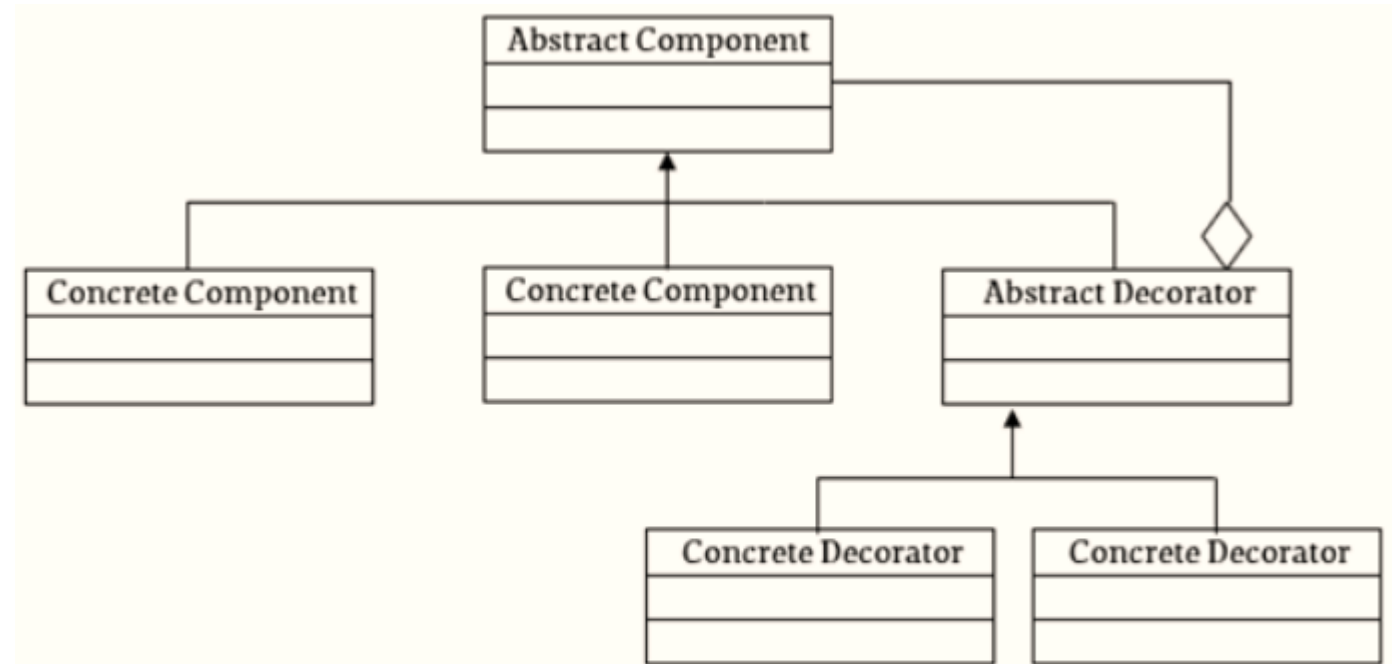 Abstract Component
Concrete Component
Concrete Component
Abstract Decorator
Concrete Decorator
Concrete Decorator